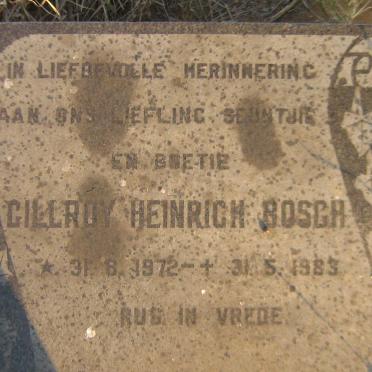 IN LIEFDEVOLLE HERINNERING
AAN ONS LIEFLING SEUNTJIE
EN BOETIE
GILLROY HEINRICH BOSCH
★ 31. 8. 1972 - ✝ 31. 5. 1983
RUS IN VREDE